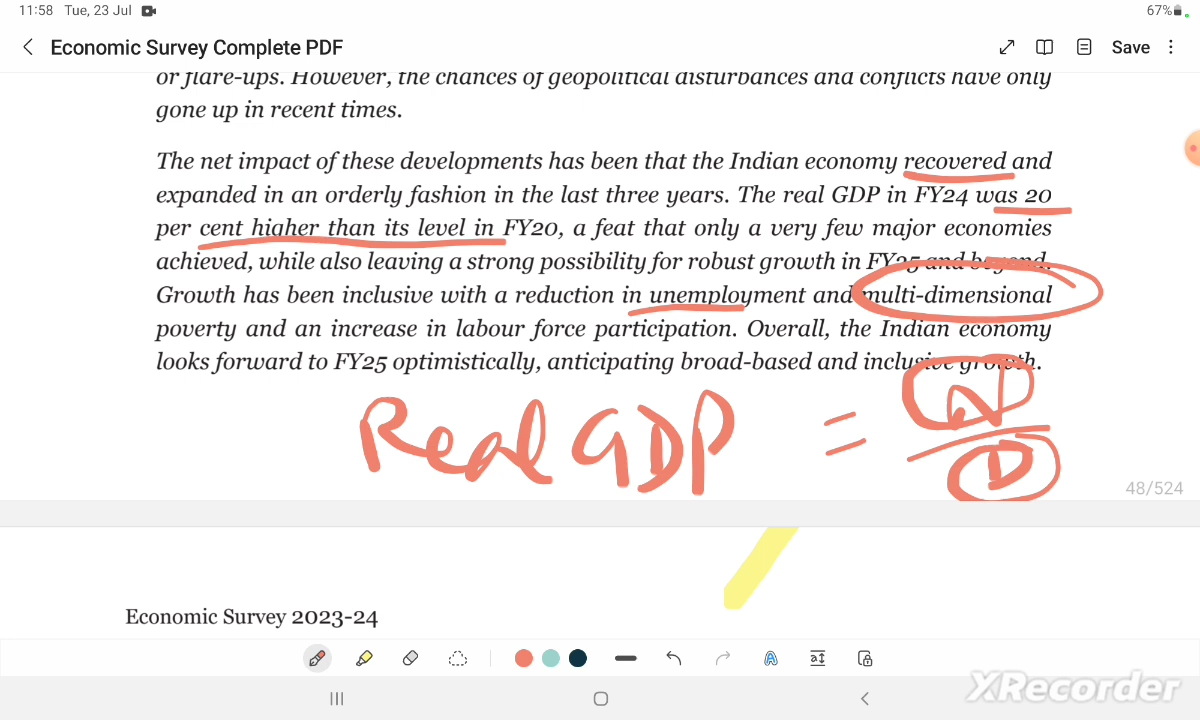 11:58 Tue, 23 Jul
67%
Economic Survey Complete PDF
Save
or flare-ups. However, the chances of geopolitical disturbances and conflicts have only
gone up in recent times.
The net impact of these developments has been that the Indian economy recovered and
expanded in an orderly fashion in the last three years. The real GDP in FY24 was 20
per cent higher than its level in FY20, a feat that only a very few major economies
achieved, while also leaving a strong possibility for robust growth in FY25 and beyond.
Growth has been inclusive with a reduction in unemployment and multi-dimensional
poverty and an increase in labour force participation. Overall, the Indian economy
looks forward to FY25 optimistically, anticipating broad-based and inclusive growth.
Real GDP = N
D
48/524
Economic Survey 2023-24
XRecorder